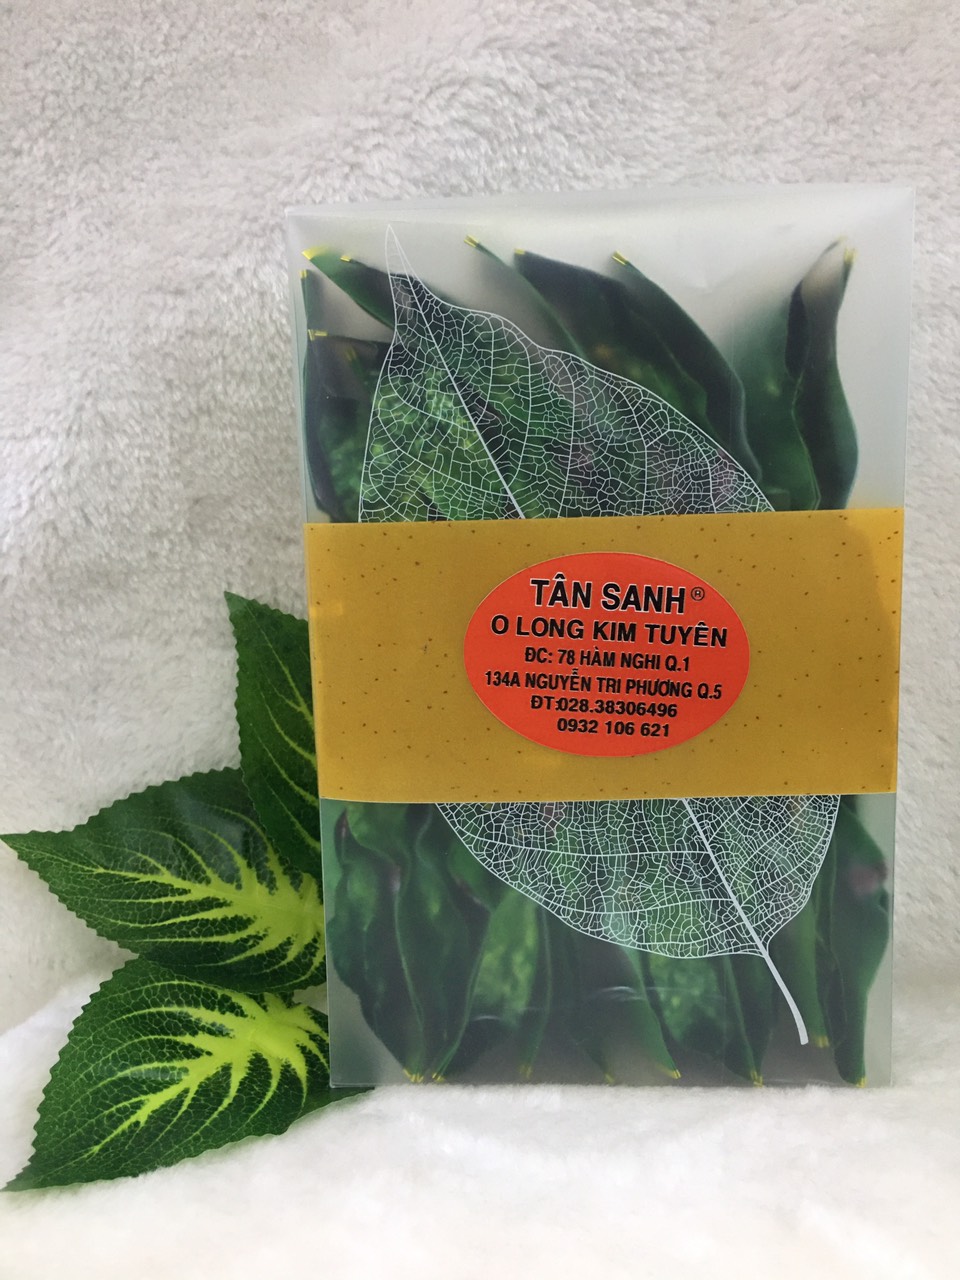 TÂN SANH ®
O LONG KIM TUYÊN
ĐC: 78 HÀM NGHI Q.1
134A NGUYỄN TRI PHƯƠNG Q.5
ĐT:028.38306496
0932 106 621